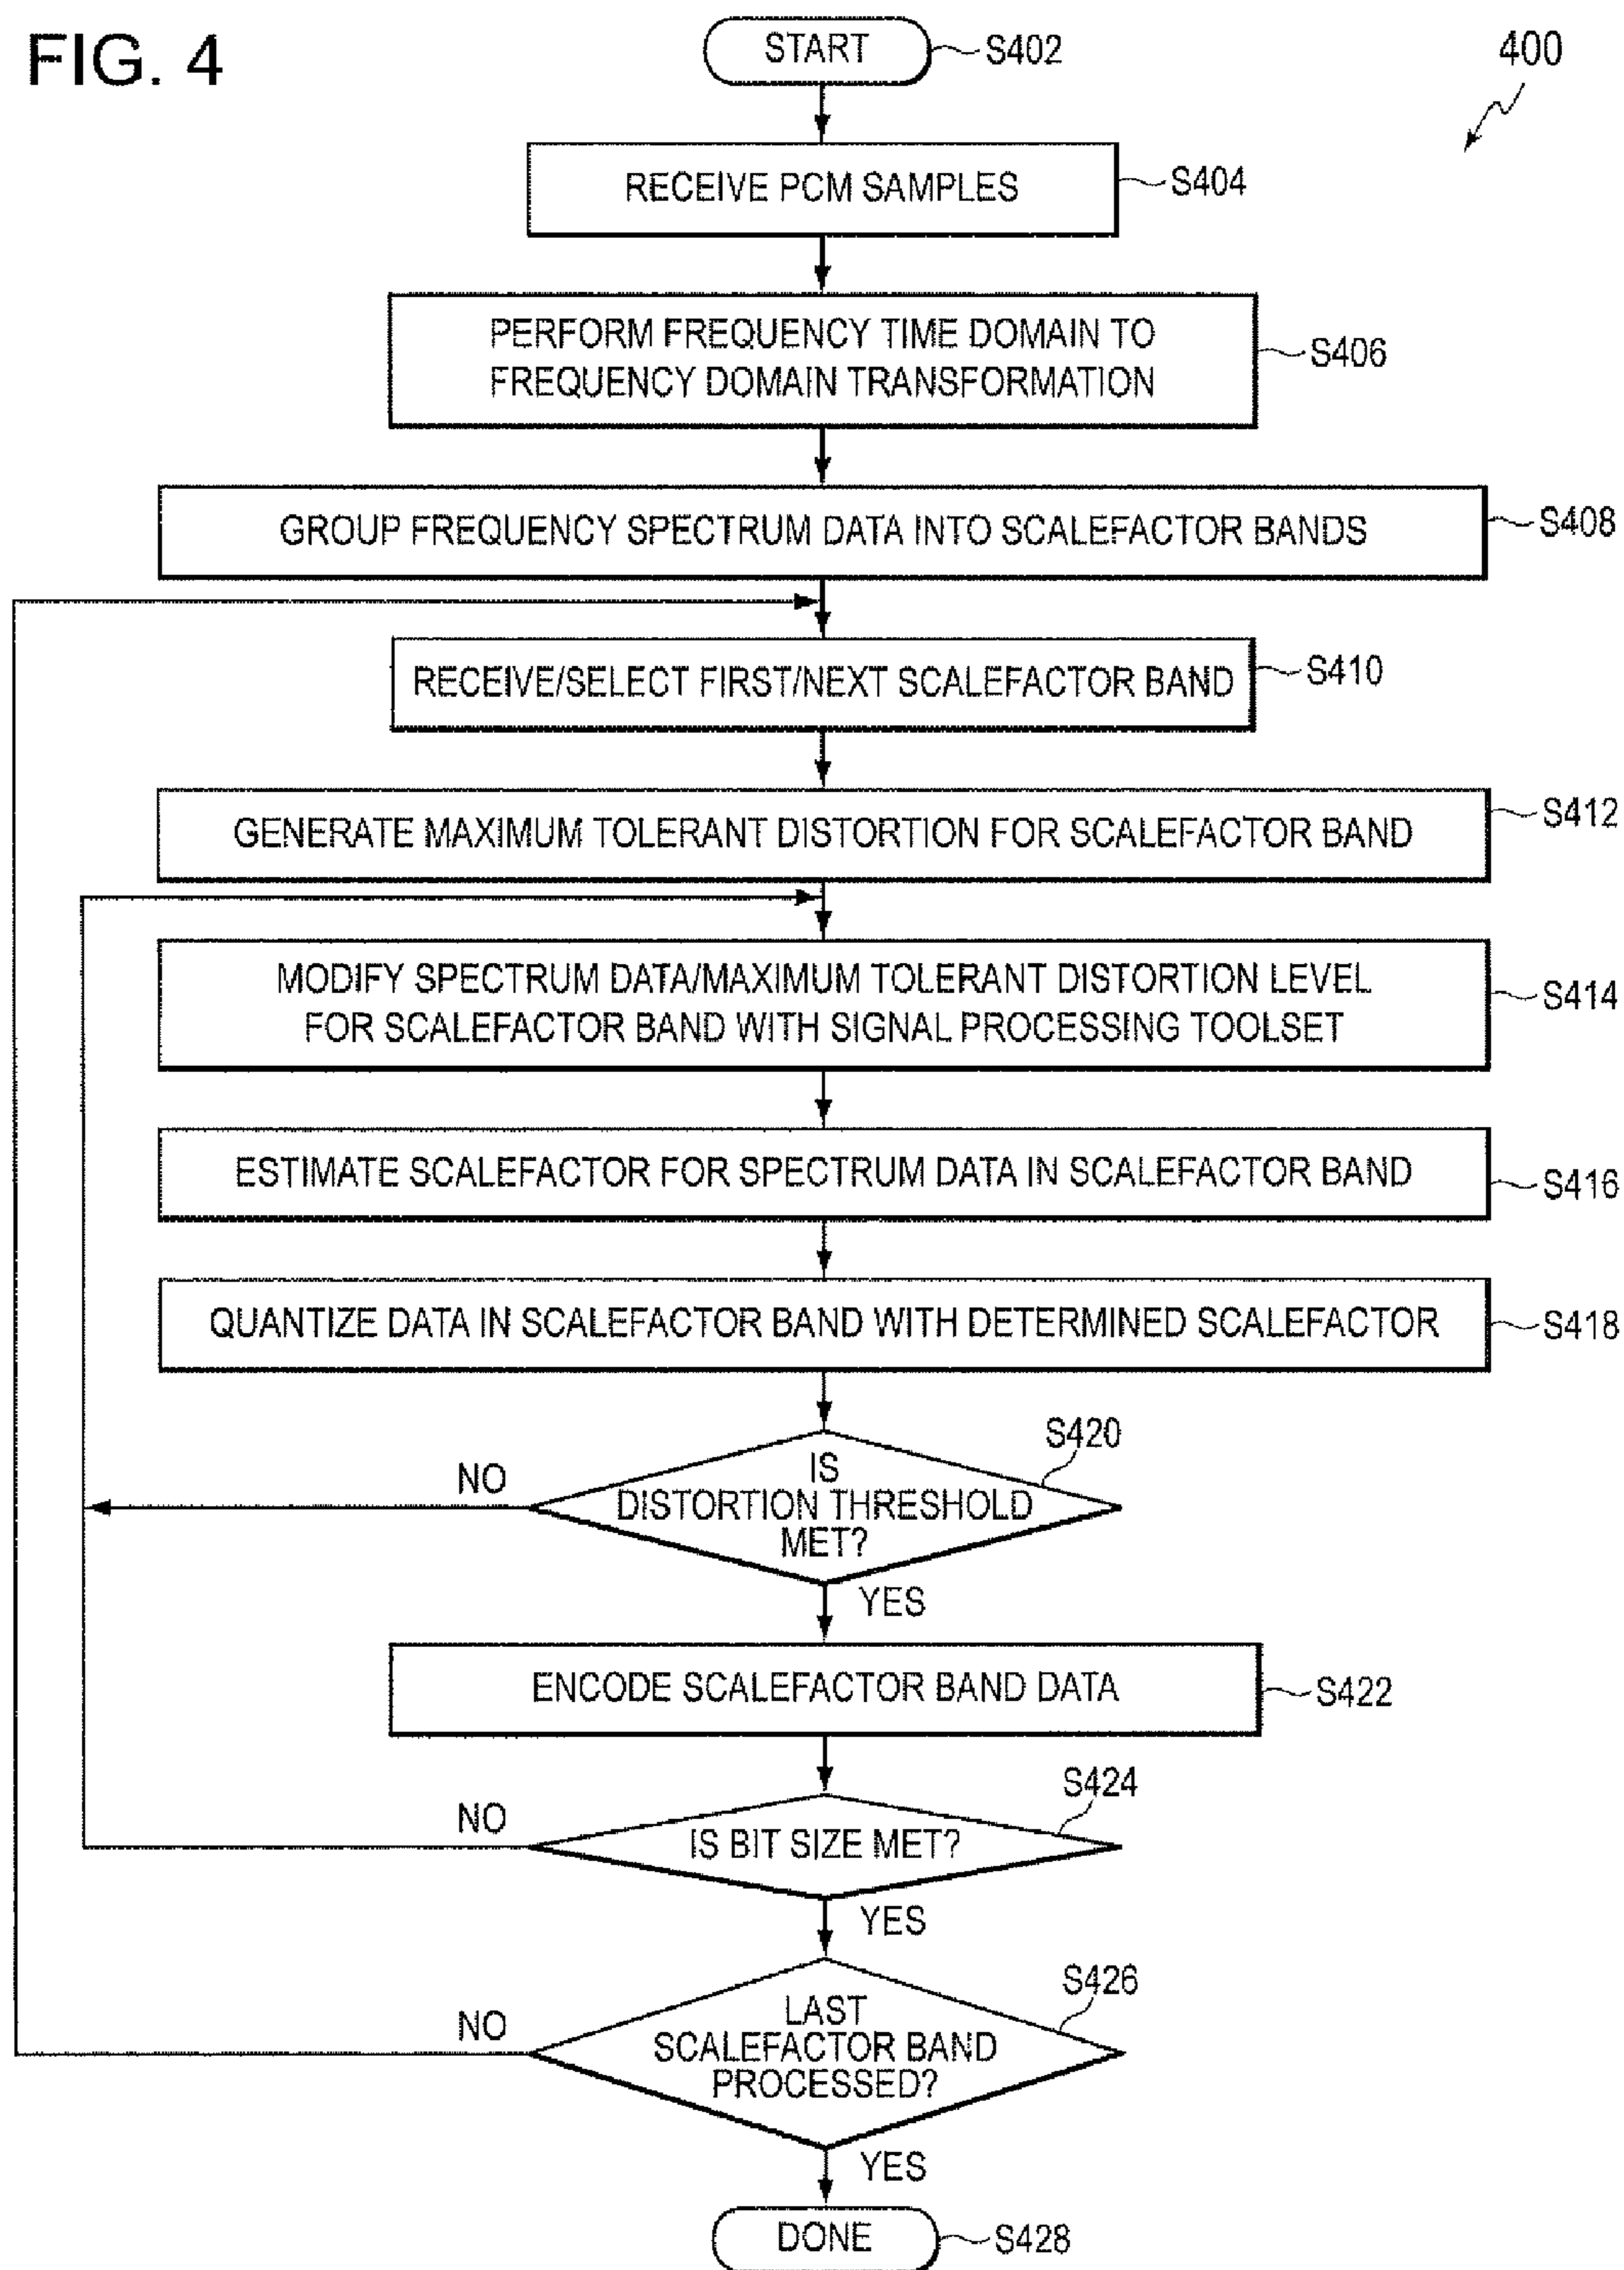 FIG. 4
400
START
S402
RECEIVE PCM SAMPLES
S404
PERFORM FREQUENCY TIME DOMAIN TO
FREQUENCY DOMAIN TRANSFORMATION
S406
GROUP FREQUENCY SPECTRUM DATA INTO SCALEFACTOR BANDS
S408
RECEIVE/SELECT FIRST/NEXT SCALEFACTOR BAND
S410
GENERATE MAXIMUM TOLERANT DISTORTION FOR SCALEFACTOR BAND
S412
MODIFY SPECTRUM DATA/MAXIMUM TOLERANT DISTORTION LEVEL
FOR SCALEFACTOR BAND WITH SIGNAL PROCESSING TOOLSET
S414
ESTIMATE SCALEFACTOR FOR SPECTRUM DATA IN SCALEFACTOR BAND
S416
QUANTIZE DATA IN SCALEFACTOR BAND WITH DETERMINED SCALEFACTOR
S418
IS
DISTORTION THRESHOLD
MET?
S420
NO
YES
ENCODE SCALEFACTOR BAND DATA
S422
IS BIT SIZE MET?
S424
NO
YES
LAST
SCALEFACTOR BAND
PROCESSED?
S426
NO
YES
DONE
S428